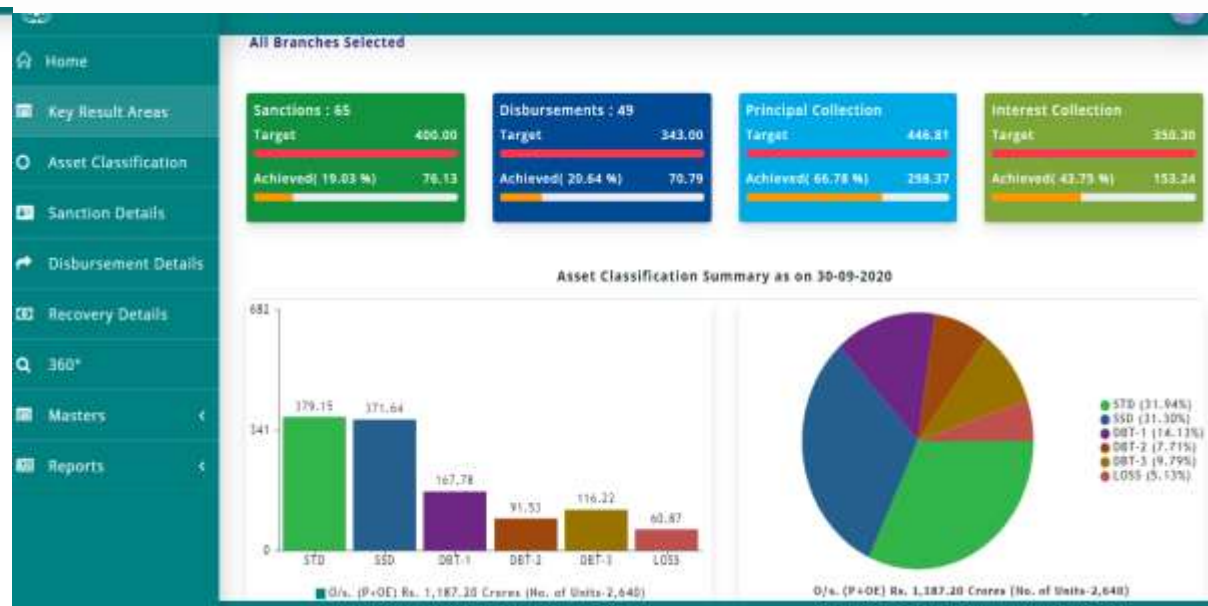 All Branches Selected
Home
Key Result Areas
Asset Classification
Sanction Details
Disbursement Details
Recovery Details
360°
Masters
Reports
Sanctions : 65
Target 400.00
Achieved( 19.03 %) 76.13
Disbursements : 49
Target 343.00
Achieved( 20.64 %) 70.79
Principal Collection
Target 446.81
Achieved( 66.78 %) 298.37
Interest Collection
Target 350.30
Achieved( 43.75 %) 153.24
Asset Classification Summary as on 30-09-2020
682
341
0
379.15
371.64
167.78
91.53
116.22
60.87
STD
SSD
DBT-1
DBT-2
DBT-3
LOSS
O/s. (P+OE) Rs. 1,187.20 Crores (No. of Units-2,640)
STD (31.94%)
SSD (31.30%)
DBT-1 (14.13%)
DBT-2 (7.71%)
DBT-3 (9.79%)
LOSS (5.13%)
O/s. (P+OE) Rs. 1,187.20 Crores (No. of Units-2,640)